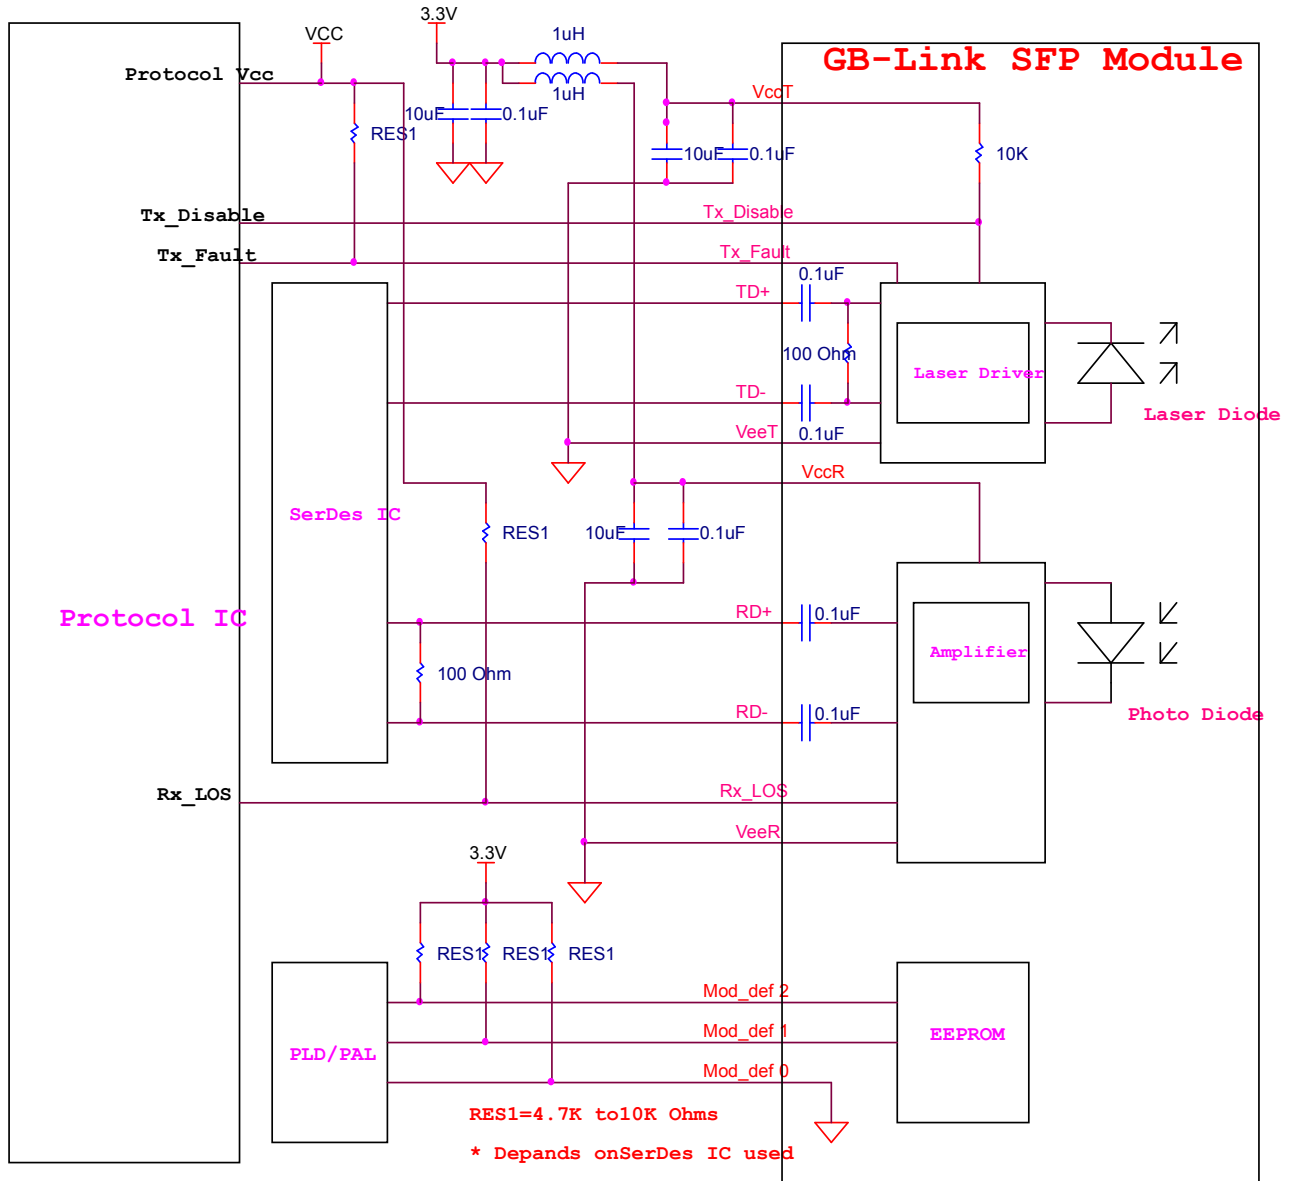 3.3V
VCC
1uH
GB-Link SFP Module
Protocol Vcc
1uH
VccT
10uF
0.1uF
RES1
10uF
0.1uF
10K
Tx_Disable
Tx_Disable
Tx_Fault
Tx_Fault
0.1uF
TD+
100 Ohm
Laser Driver
TD-
Laser Diode
VeeT
0.1uF
VccR
SerDes IC
RES1
10uF
0.1uF
Protocol IC
RD+
0.1uF
Amplifier
100 Ohm
RD-
0.1uF
Photo Diode
Rx_LOS
Rx_LOS
VeeR
3.3V
RES1
RES1
RES1
Mod_def 2
Mod_def 1
EEPROM
PLD/PAL
Mod_def 0
RES1=4.7K to10K Ohms
* Depands onSerDes IC used